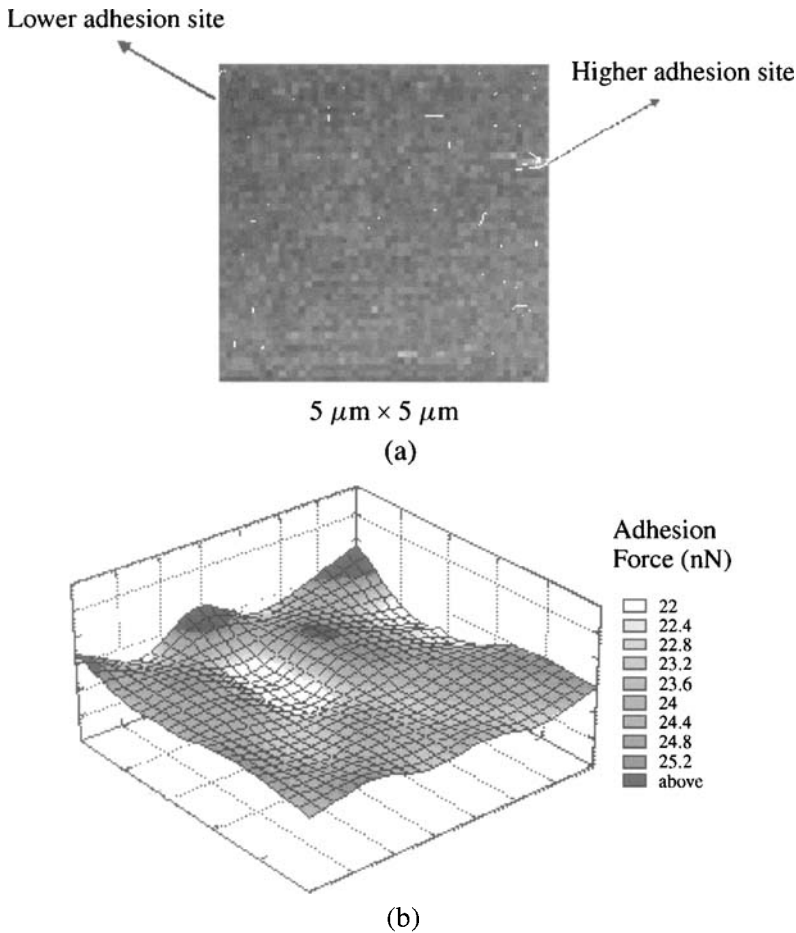 Lower adhesion site
Higher adhesion site
5 μm × 5 μm
(a)
Adhesion
Force (nN)
22
22.4
22.8
23.2
23.6
24
24.4
24.8
25.2
above
(b)